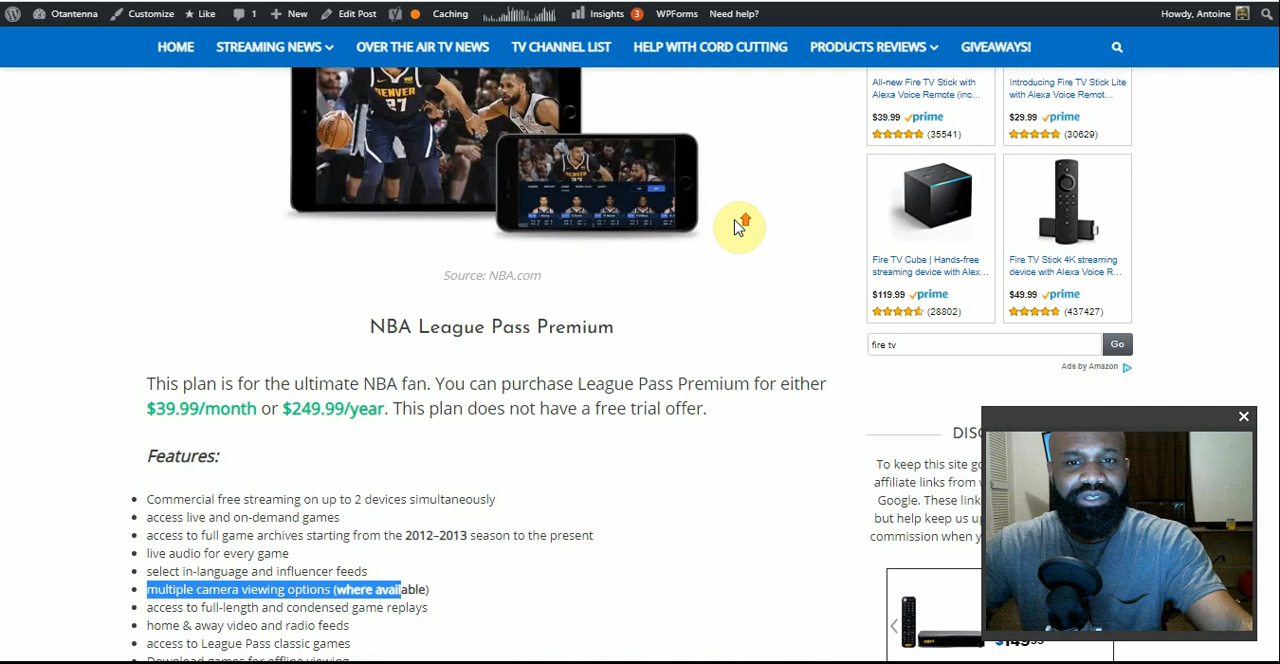 Otantenna Customize Like 1 New Edit Post Caching Insights 3 WPForms Need help? Howdy, Antoine
HOME STREAMING NEWS OVER THE AIR TV NEWS TV CHANNEL LIST HELP WITH CORD CUTTING PRODUCTS REVIEWS GIVEAWAYS!
DENVER
27
Source: NBA.com
NBA League Pass Premium
This plan is for the ultimate NBA fan. You can purchase League Pass Premium for either
$39.99/month or $249.99/year. This plan does not have a free trial offer.
Features:
Commercial free streaming on up to 2 devices simultaneously
access live and on-demand games
access to full game archives starting from the 2012–2013 season to the present
live audio for every game
select in-language and influencer feeds
multiple camera viewing options (where available)
access to full-length and condensed game replays
home & away video and radio feeds
access to League Pass classic games
Download games for offline viewing
All-new Fire TV Stick with
Alexa Voice Remote (inc...
$39.99 prime
(35541)
Introducing Fire TV Stick Lite
with Alexa Voice Remot...
$29.99 prime
(30629)
Fire TV Cube | Hands-free
streaming device with Alex...
$119.99 prime
(28802)
Fire TV Stick 4K streaming
device with Alexa Voice R...
$49.99 prime
(437427)
fire tv Go
Ads by Amazon
DISC
To keep this site go
affiliate links from
Google. These link
but help keep us u
commission when y